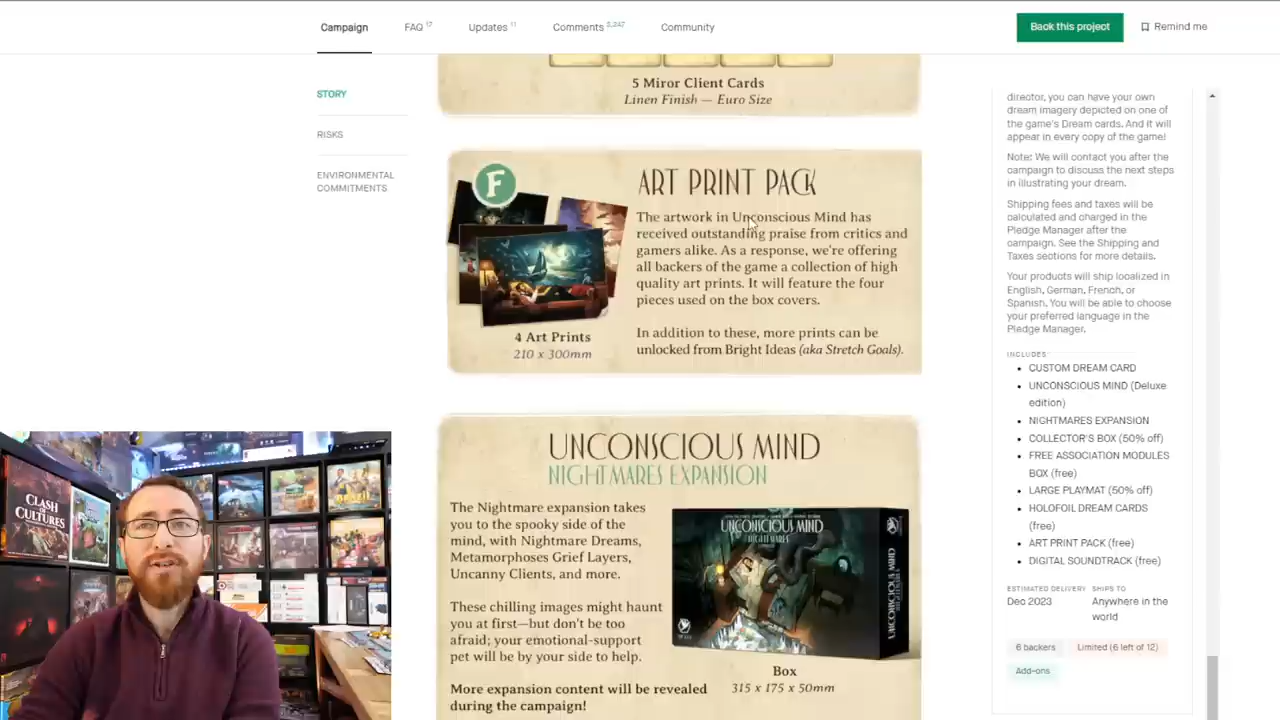 Campaign
FAQ 17
Updates 11
Comments 5,247
Community
Back this project
Remind me
STORY
RISKS
ENVIRONMENTAL
COMMITMENTS
5 Miror Client Cards
Linen Finish — Euro Size
F
ART PRINT PACK
The artwork in Unconscious Mind has
received outstanding praise from critics and
gamers alike. As a response, we're offering
all backers of the game a collection of high
quality art prints. It will feature the four
pieces used on the box covers.
In addition to these, more prints can be
unlocked from Bright Ideas (aka Stretch Goals).
4 Art Prints
210 x 300mm
UNCONSCIOUS MIND
NIGHTMARES EXPANSION
The Nightmare expansion takes
you to the spooky side of the
mind, with Nightmare Dreams,
Metamorphoses Grief Layers,
Uncanny Clients, and more.
These chilling images might haunt
you at first—but don't be too
afraid; your emotional-support
pet will be by your side to help.
More expansion content will be revealed
during the campaign!
UNCONSCIOUS MIND
NIGHTMARES
UNCONSCIOUS MIND
Box
315 x 175 x 50mm
director, you can have your own
dream imagery depicted on one of
the game's Dream cards. And it will
appear in every copy of the game!
Note: We will contact you after the
campaign to discuss the next steps
in illustrating your dream.
Shipping fees and taxes will be
calculated and charged in the
Pledge Manager after the
campaign. See the Shipping and
Taxes sections for more details.
Your products will ship localized in
English, German, French, or
Spanish. You will be able to choose
your preferred language in the
Pledge Manager.
INCLUDES:
CUSTOM DREAM CARD
UNCONSCIOUS MIND (Deluxe
edition)
NIGHTMARES EXPANSION
COLLECTOR'S BOX (50% off)
FREE ASSOCIATION MODULES
BOX (free)
LARGE PLAYMAT (50% off)
HOLOFOIL DREAM CARDS
(free)
ART PRINT PACK (free)
DIGITAL SOUNDTRACK (free)
ESTIMATED DELIVERY
Dec 2023
SHIPS TO
Anywhere in the
world
6 backers
Limited (6 left of 12)
Add-ons
CLASH
OF
CULTURES
BRAZIL